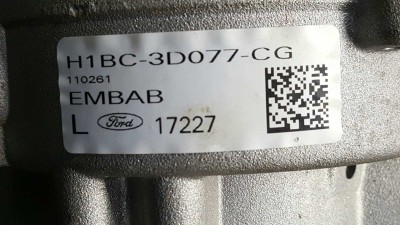 H1BC-3D077-CG
110261
EMBAB
L Ford 17227